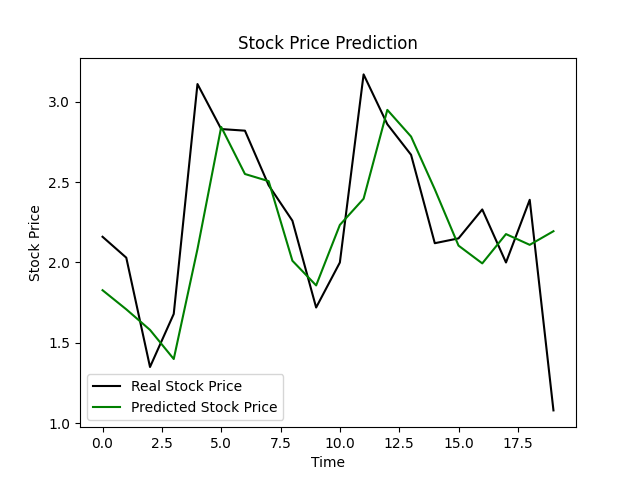 Stock Price Prediction
Stock Price
3.0
2.5
2.0
1.5
1.0
Real Stock Price
Predicted Stock Price
0.0 2.5 5.0 7.5 10.0 12.5 15.0 17.5
Time